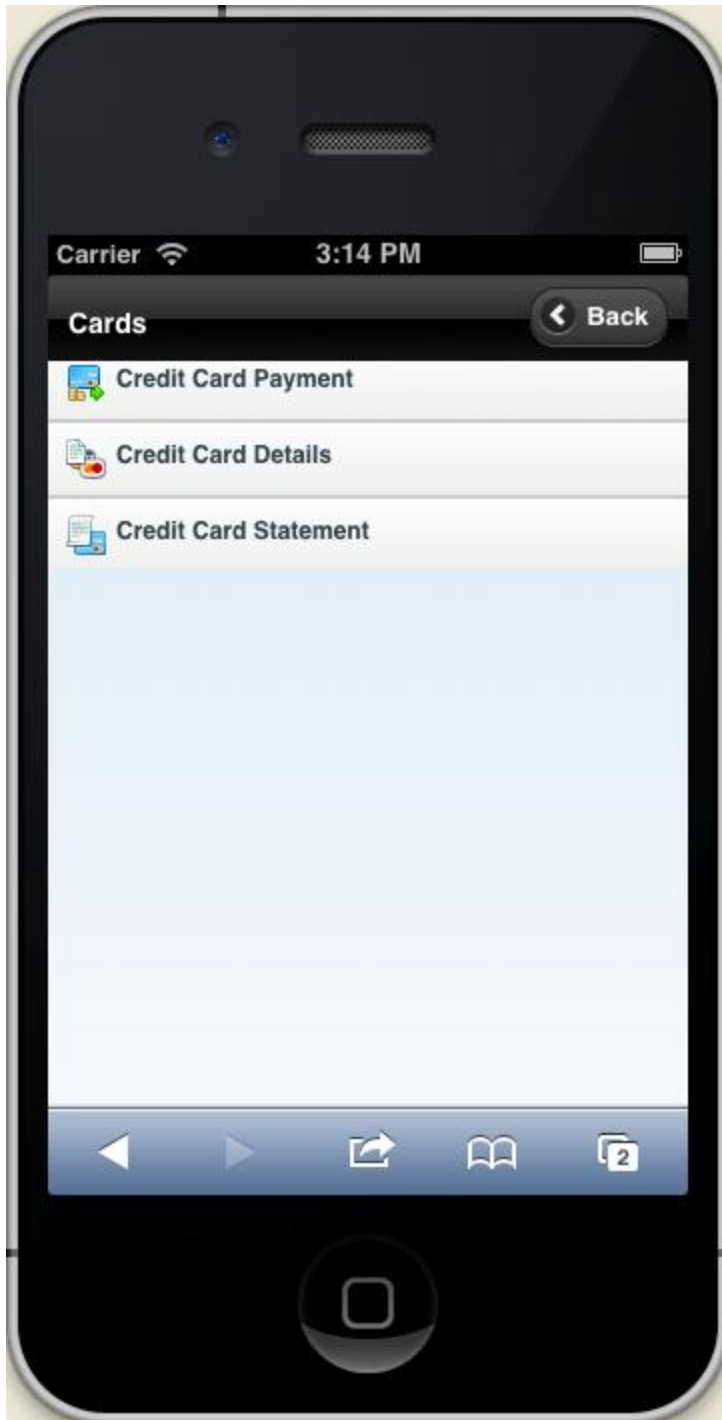 Carrier 3:14 PM
Cards Back
Credit Card Payment
Credit Card Details
Credit Card Statement
2